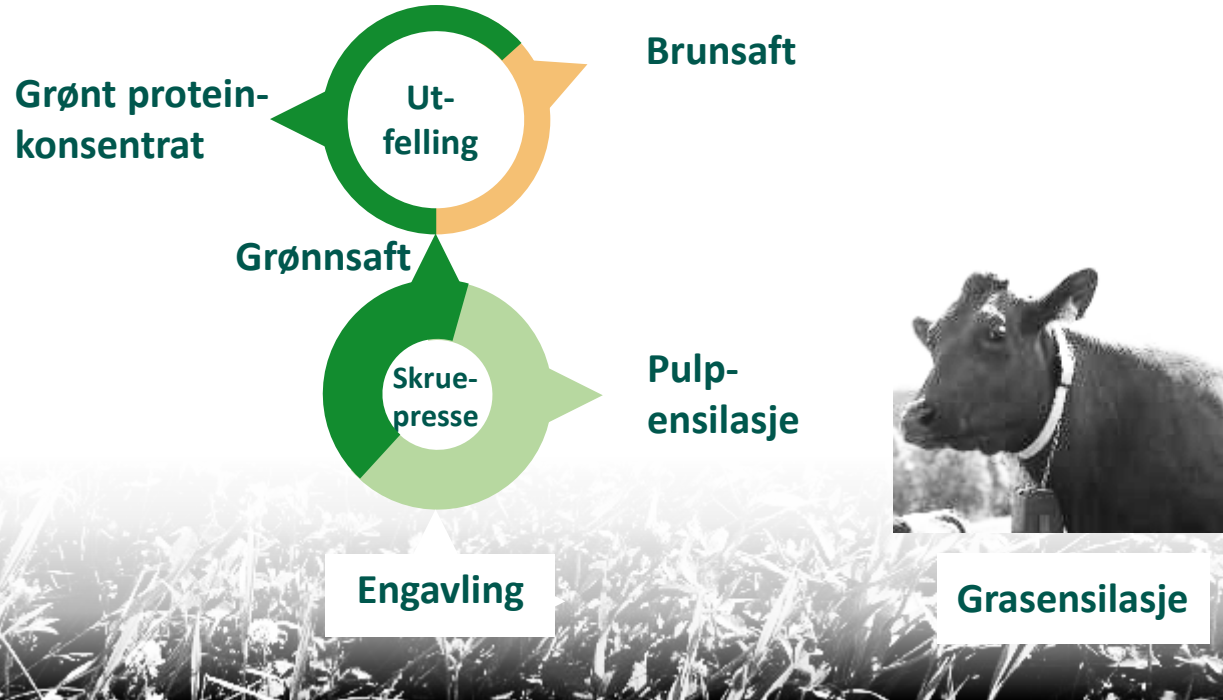 Brunsaft
Grønt protein-
konsentrat
Ut-
felling
Grønnsaft
Skrue-
presse
Pulp-
ensilasje
Engavling
Grasensilasje